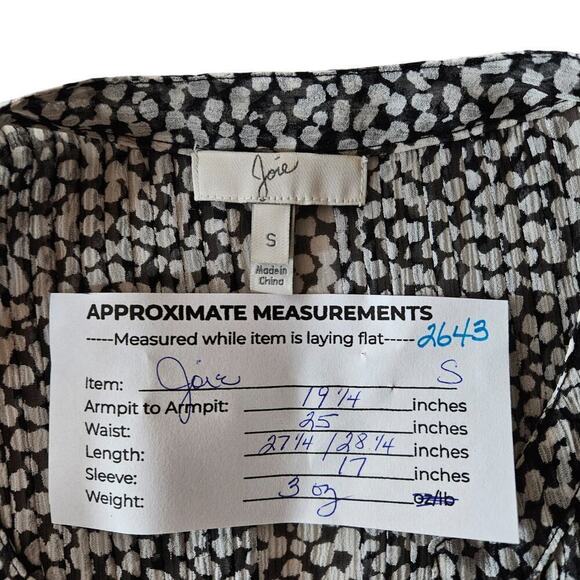 Joie
S
Made in
China
APPROXIMATE MEASUREMENTS
-----Measured while item is laying flat----- 2643
Item: Joie S
Armpit to Armpit: 19 1/4 inches
Waist: 25 inches
Length: 27 1/4 / 28 1/4 inches
Sleeve: 17 inches
Weight: 3 oz oz/lb